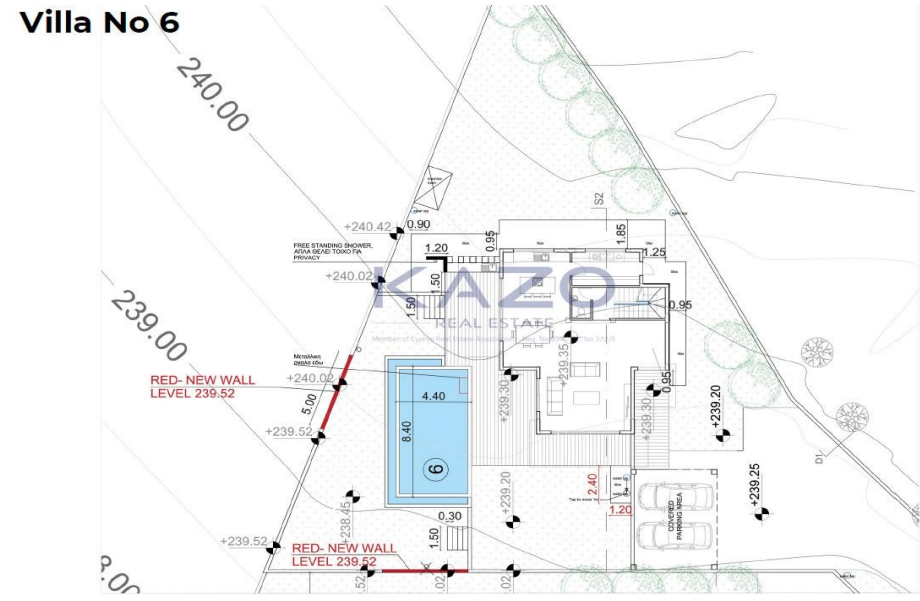 Villa No 6
240.00
S2
+240.42
0.90
0.95
1.85
1.25
FREE STANDING SHOWER,
ΑΠΛΑ ΘΕΛΕΙ ΤΟΙΧΟ ΓΙΑ
PRIVACY
1.20
+240.02
1.50
1.50
KAZO
REAL ESTATE
0.95
239.00
+239.35
RED- NEW WALL
LEVEL 239.52
+240.02
5.00
4.40
8.40
6
+239.30
0.95
+239.30
+239.20
+239.52
D1
2.40
1.20
+239.20
+239.25
COVERED
PARKING AREA
+238.45
0.30
1.50
+239.52
RED- NEW WALL
LEVEL 239.52
.52
.02
.02